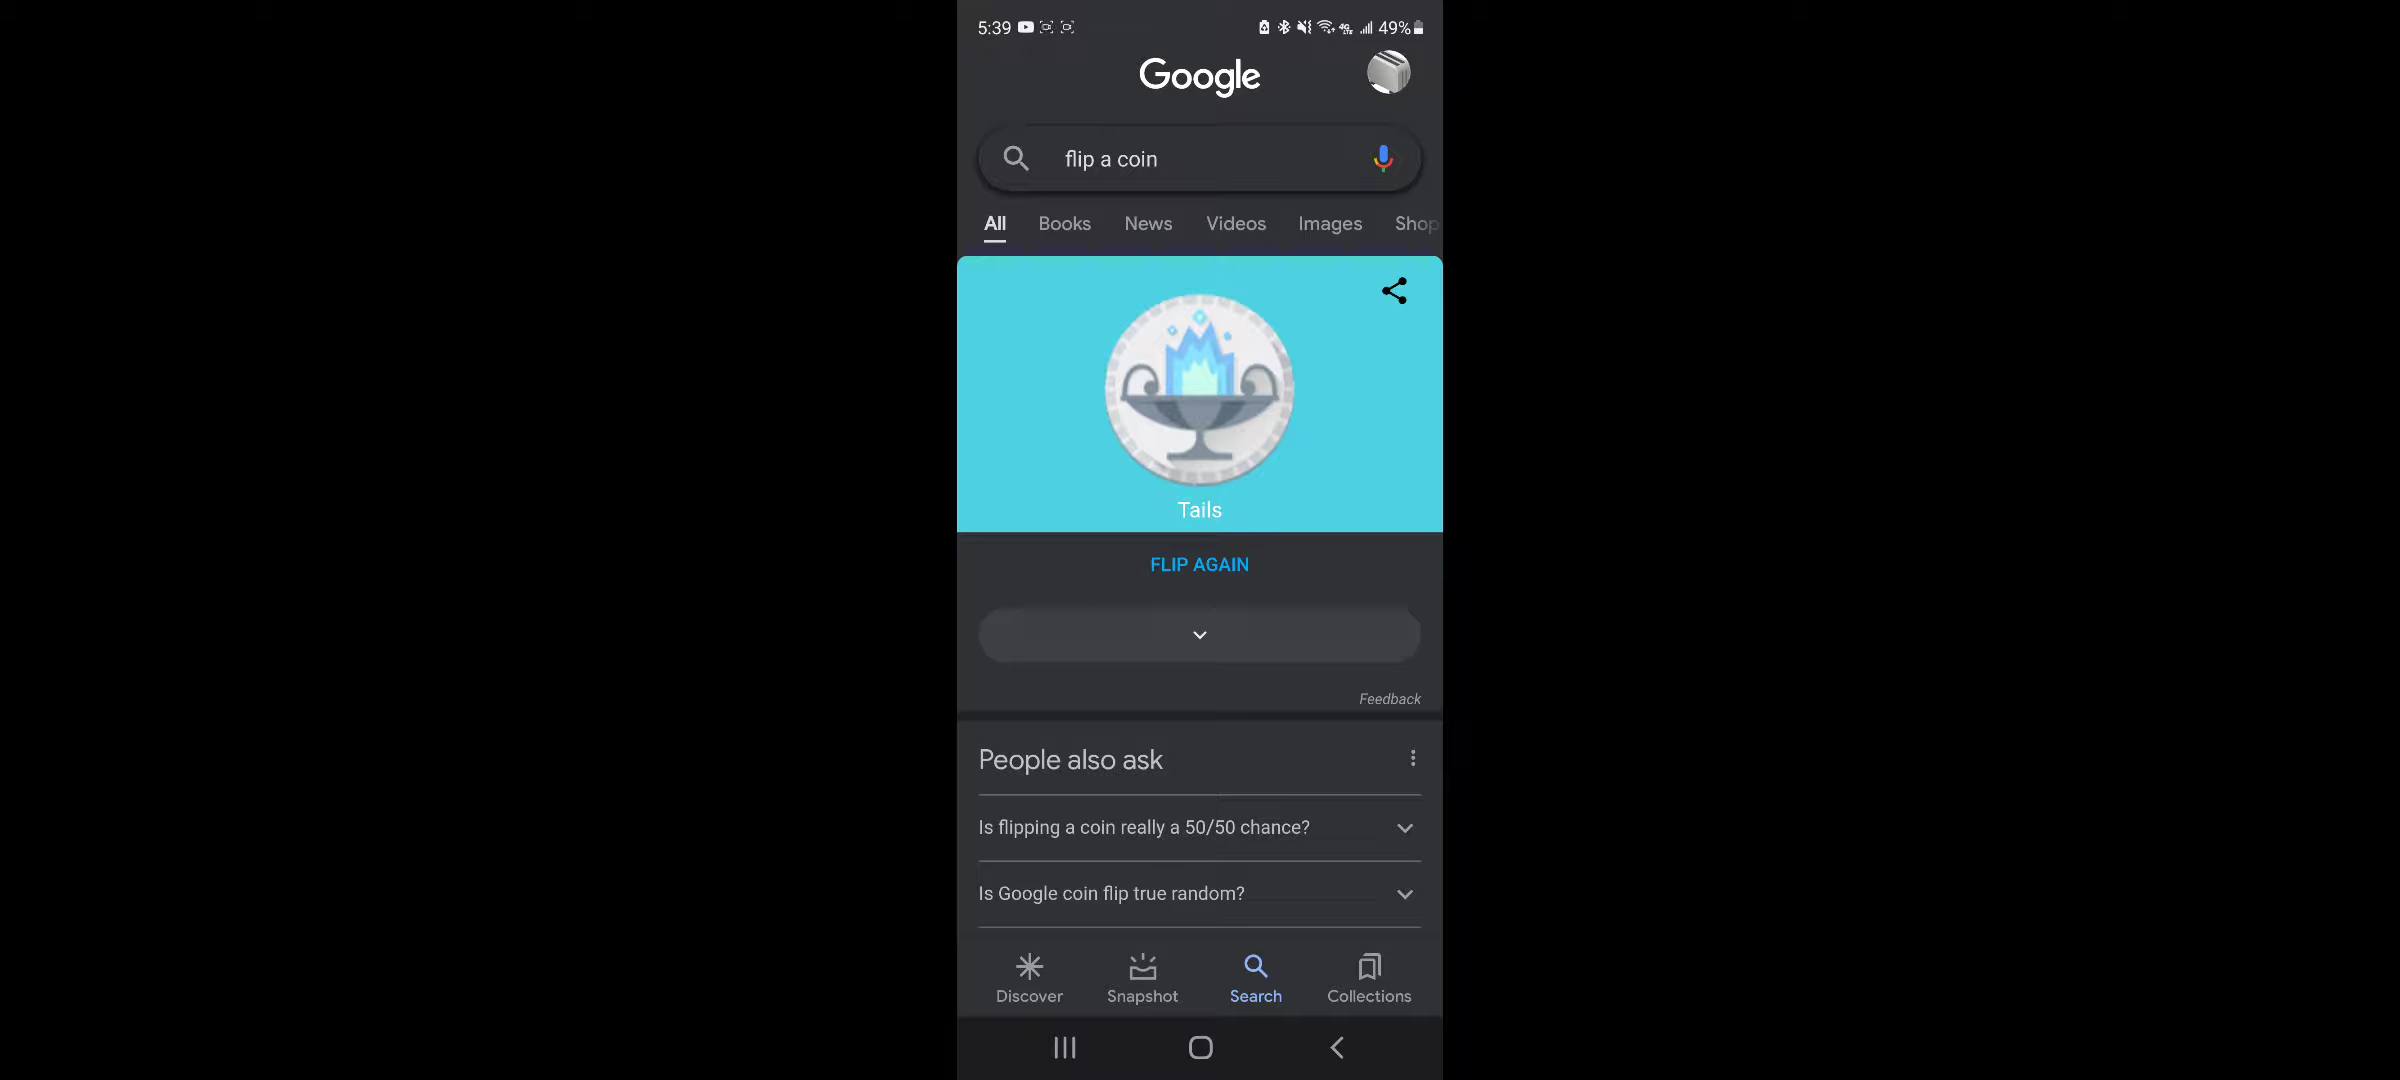 5:39
49%
Google
flip a coin
All Books News Videos Images Shop
Tails
FLIP AGAIN
Feedback
People also ask
Is flipping a coin really a 50/50 chance?
Is Google coin flip true random?
Discover Snapshot Search Collections